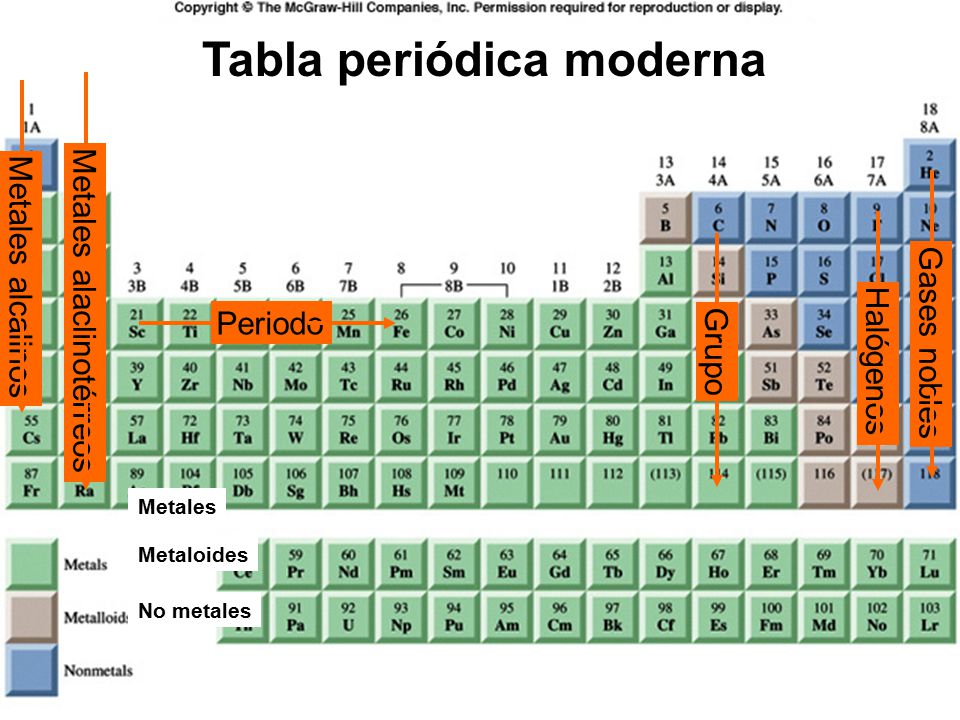 Copyright © The McGraw-Hill Companies, Inc. Permission required for reproduction or display.
Tabla periódica moderna
1 18
1A 8A
13 14 15 16 17 2
3A 4A 5A 6A 7A He
5 6 7 8 9 10
B C N O F Ne
3 4 5 6 7 8 9 10 11 12 13 14 15 16 17
3B 4B 5B 6B 7B 8B 1B 2B Al Si P S Cl
21 22 25 26 27 28 29 30 31 33 34
Sc Ti Mn Fe Co Ni Cu Zn Ga As Se
39 40 41 42 43 44 45 46 47 48 49 51 52
Y Zr Nb Mo Tc Ru Rh Pd Ag Cd In Sb Te
55 57 72 73 74 75 76 77 78 79 80 81 82 83 84
Cs La Hf Ta W Re Os Ir Pt Au Hg Tl Pb Bi Po
87 89 104 105 106 107 108 109 110 111 112 (113) 114 (115) 116 (117) 118
Fr Ra Db Sg Bh Hs Mt
Metales alcalinos
Metales alaclinotérreos
Periodo
Grupo
Halógenos
Gases nobles
Metales
Metals
Metaloides
Metalloids
No metales
Nonmetals
59 60 61 62 63 64 65 66 67 68 69 70 71
Ce Pr Nd Pm Sm Eu Gd Tb Dy Ho Er Tm Yb Lu
91 92 93 94 95 96 97 98 99 100 101 102 103
Th Pa U Np Pu Am Cm Bk Cf Es Fm Md No Lr